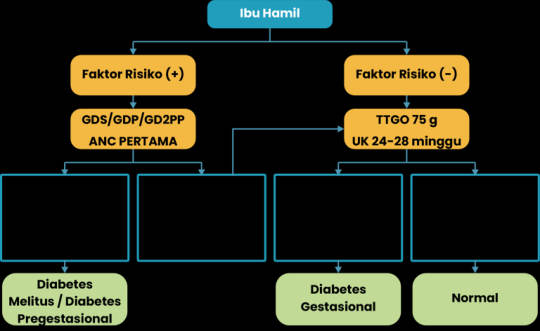 Ibu Hamil
Faktor Risiko (+)
Faktor Risiko (-)
GDS/GDP/GD2PP
ANC PERTAMA
TTGO 75 g
UK 24-28 minggu
Diabetes
Melitus / Diabetes
Pregestasional
Diabetes
Gestasional
Normal